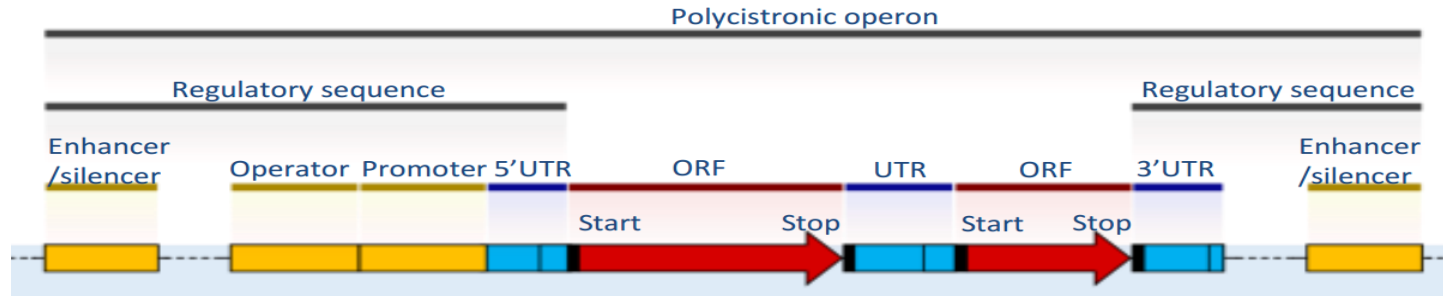 Polycistronic operon
Regulatory sequence Regulatory sequence
Enhancer Enhancer
/silencer Operator Promoter 5'UTR ORF UTR ORF 3'UTR /silencer
Start Stop Start Stop